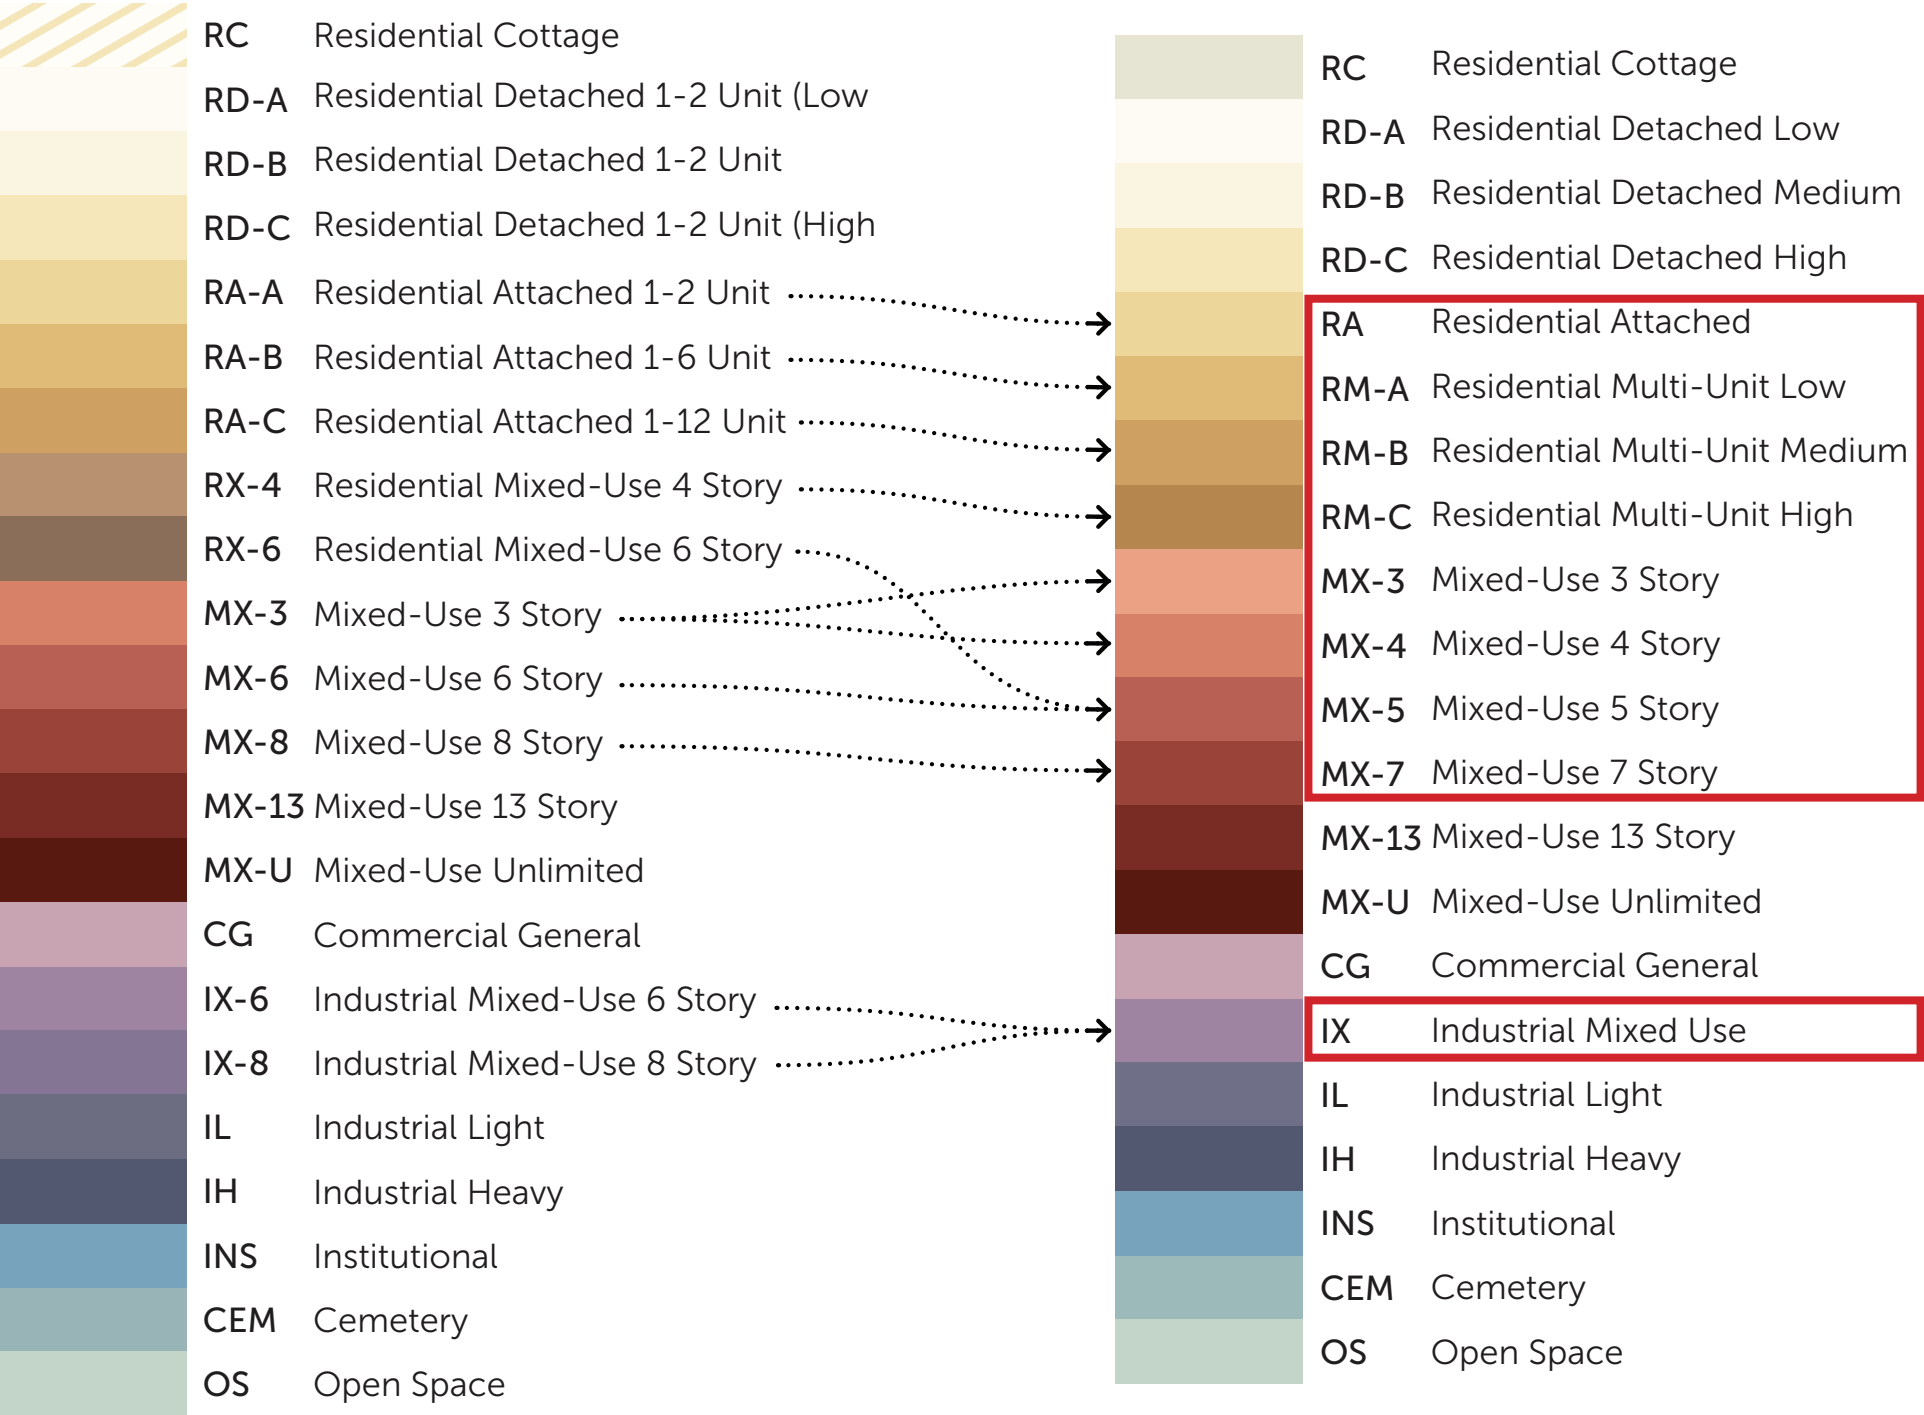 RC Residential Cottage
RD-A Residential Detached 1-2 Unit (Low
RD-B Residential Detached 1-2 Unit
RD-C Residential Detached 1-2 Unit (High
RA-A Residential Attached 1-2 Unit
RA-B Residential Attached 1-6 Unit
RA-C Residential Attached 1-12 Unit
RX-4 Residential Mixed-Use 4 Story
RX-6 Residential Mixed-Use 6 Story
MX-3 Mixed-Use 3 Story
MX-6 Mixed-Use 6 Story
MX-8 Mixed-Use 8 Story
MX-13 Mixed-Use 13 Story
MX-U Mixed-Use Unlimited
CG Commercial General
IX-6 Industrial Mixed-Use 6 Story
IX-8 Industrial Mixed-Use 8 Story
IL Industrial Light
IH Industrial Heavy
INS Institutional
CEM Cemetery
OS Open Space
RC Residential Cottage
RD-A Residential Detached Low
RD-B Residential Detached Medium
RD-C Residential Detached High
RA Residential Attached
RM-A Residential Multi-Unit Low
RM-B Residential Multi-Unit Medium
RM-C Residential Multi-Unit High
MX-3 Mixed-Use 3 Story
MX-4 Mixed-Use 4 Story
MX-5 Mixed-Use 5 Story
MX-7 Mixed-Use 7 Story
MX-13 Mixed-Use 13 Story
MX-U Mixed-Use Unlimited
CG Commercial General
IX Industrial Mixed Use
IL Industrial Light
IH Industrial Heavy
INS Institutional
CEM Cemetery
OS Open Space